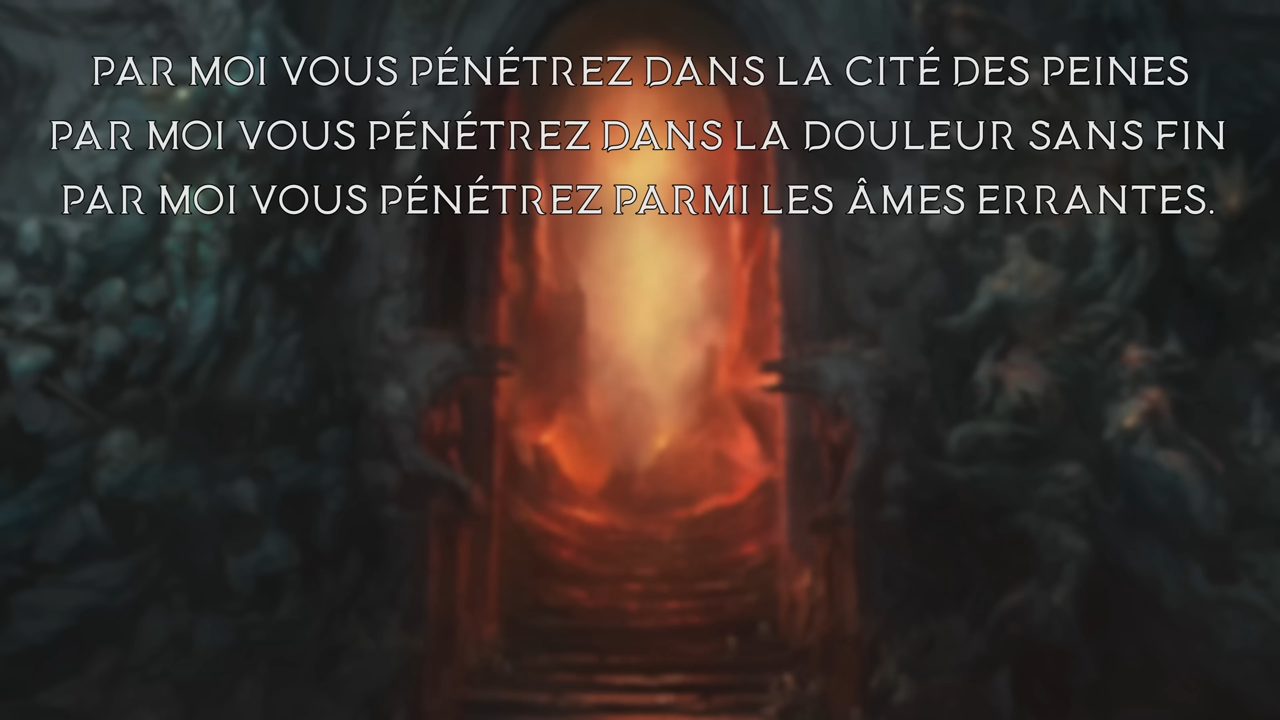 PAR MOI VOUS PÉNÉTREZ DANS LA CITÉ DES PEINES
PAR MOI VOUS PÉNÉTREZ DANS LA DOULEUR SANS FIN
PAR MOI VOUS PÉNÉTREZ PARMI LES ÂMES ERRANTES.